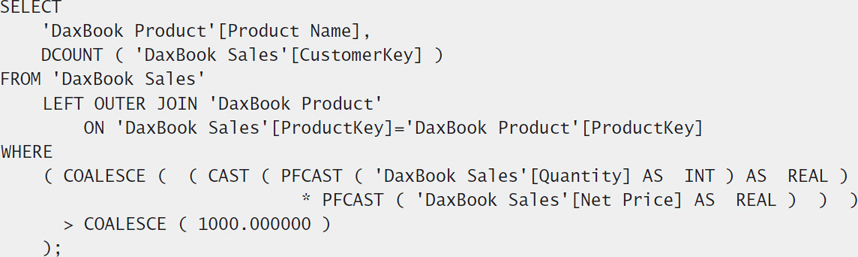 SELECT
'DaxBook Product'[Product Name],
DCOUNT ( 'DaxBook Sales'[CustomerKey] )
FROM 'DaxBook Sales'
LEFT OUTER JOIN 'DaxBook Product'
ON 'DaxBook Sales'[ProductKey]='DaxBook Product'[ProductKey]
WHERE
( COALESCE (  ( CAST ( PFCAST ( 'DaxBook Sales'[Quantity] AS  INT ) AS  REAL )
* PFCAST ( 'DaxBook Sales'[Net Price] AS  REAL )  )  )
> COALESCE ( 1000.000000 )
);